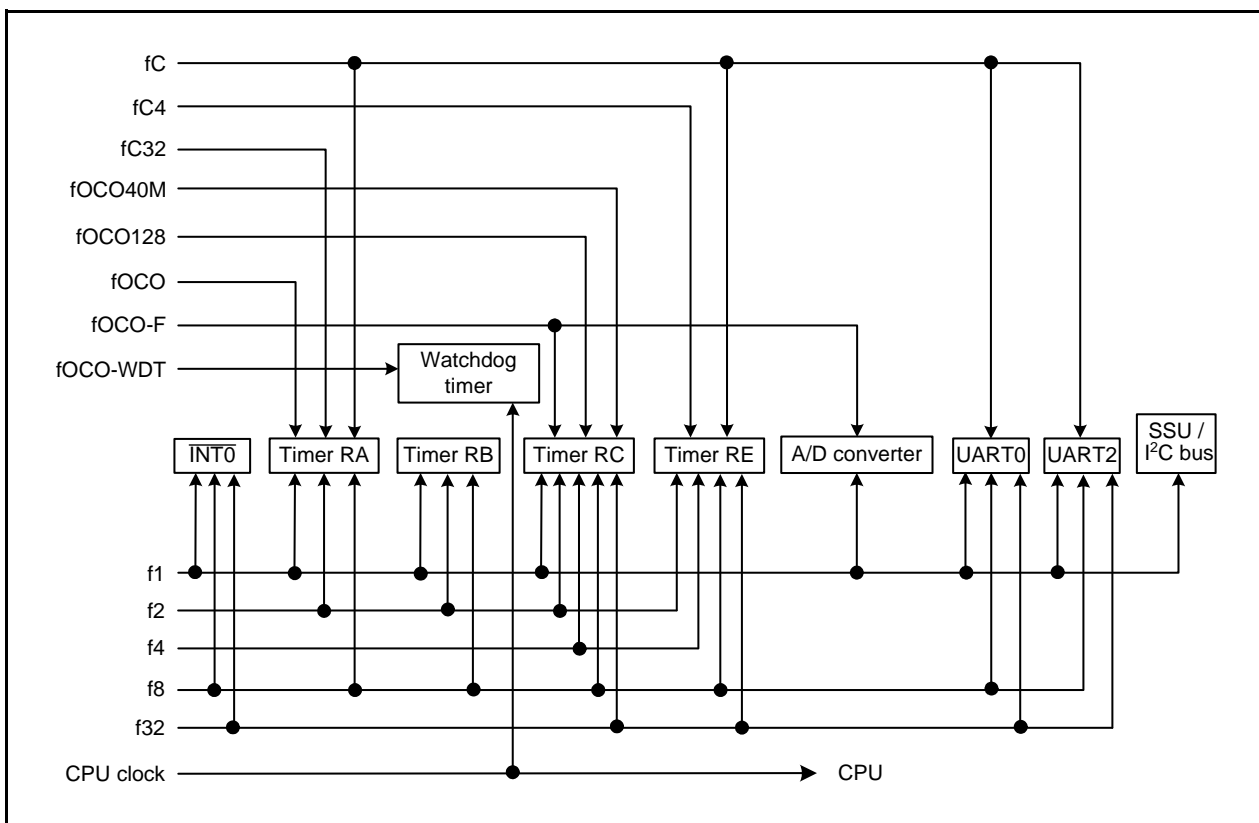 fC
fC4
fC32
fOCO40M
fOCO128
fOCO
fOCO-F
fOCO-WDT
Watchdog
timer
INT0
Timer RA
Timer RB
Timer RC
Timer RE
A/D converter
UART0
UART2
SSU /
I²C bus
f1
f2
f4
f8
f32
CPU clock
CPU